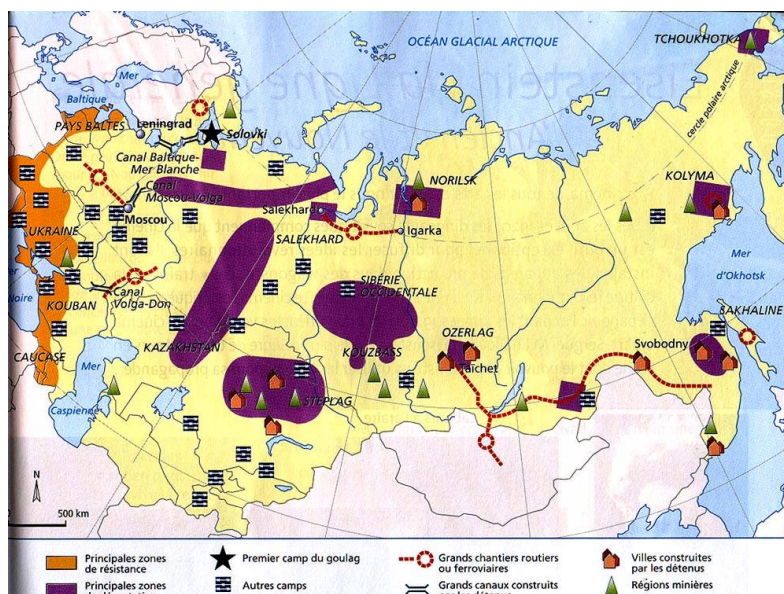 OCÉAN GLACIAL ARCTIQUE
TCHOUKHOTKA
cercle polaire arctique
Mer
Baltique
PAYS BALTES
Leningrad
Solovki
Canal Baltique-
Mer Blanche
Canal
Moscou-Volga
Moscou
NORILSK
KOLYMA
Salekhard
SALEKHARD
Igarka
UKRAINE
Mer
d'Okhotsk
SIBÉRIE
OCCIDENTALE
Noire
KOUBAN
Canal
Volga-Don
SAKHALINE
CAUCASE
Mer
Caspienne
KAZAKHSTAN
KOUZBASS
OZERLAG
Taïchet
Svobodny
STEPLAG
N
500 km
Principales zones
de résistance
Premier camp du goulag
Grands chantiers routiers
ou ferroviaires
Villes construites
par les détenus
Principales zones
Autres camps
Grands canaux construits
Régions minières